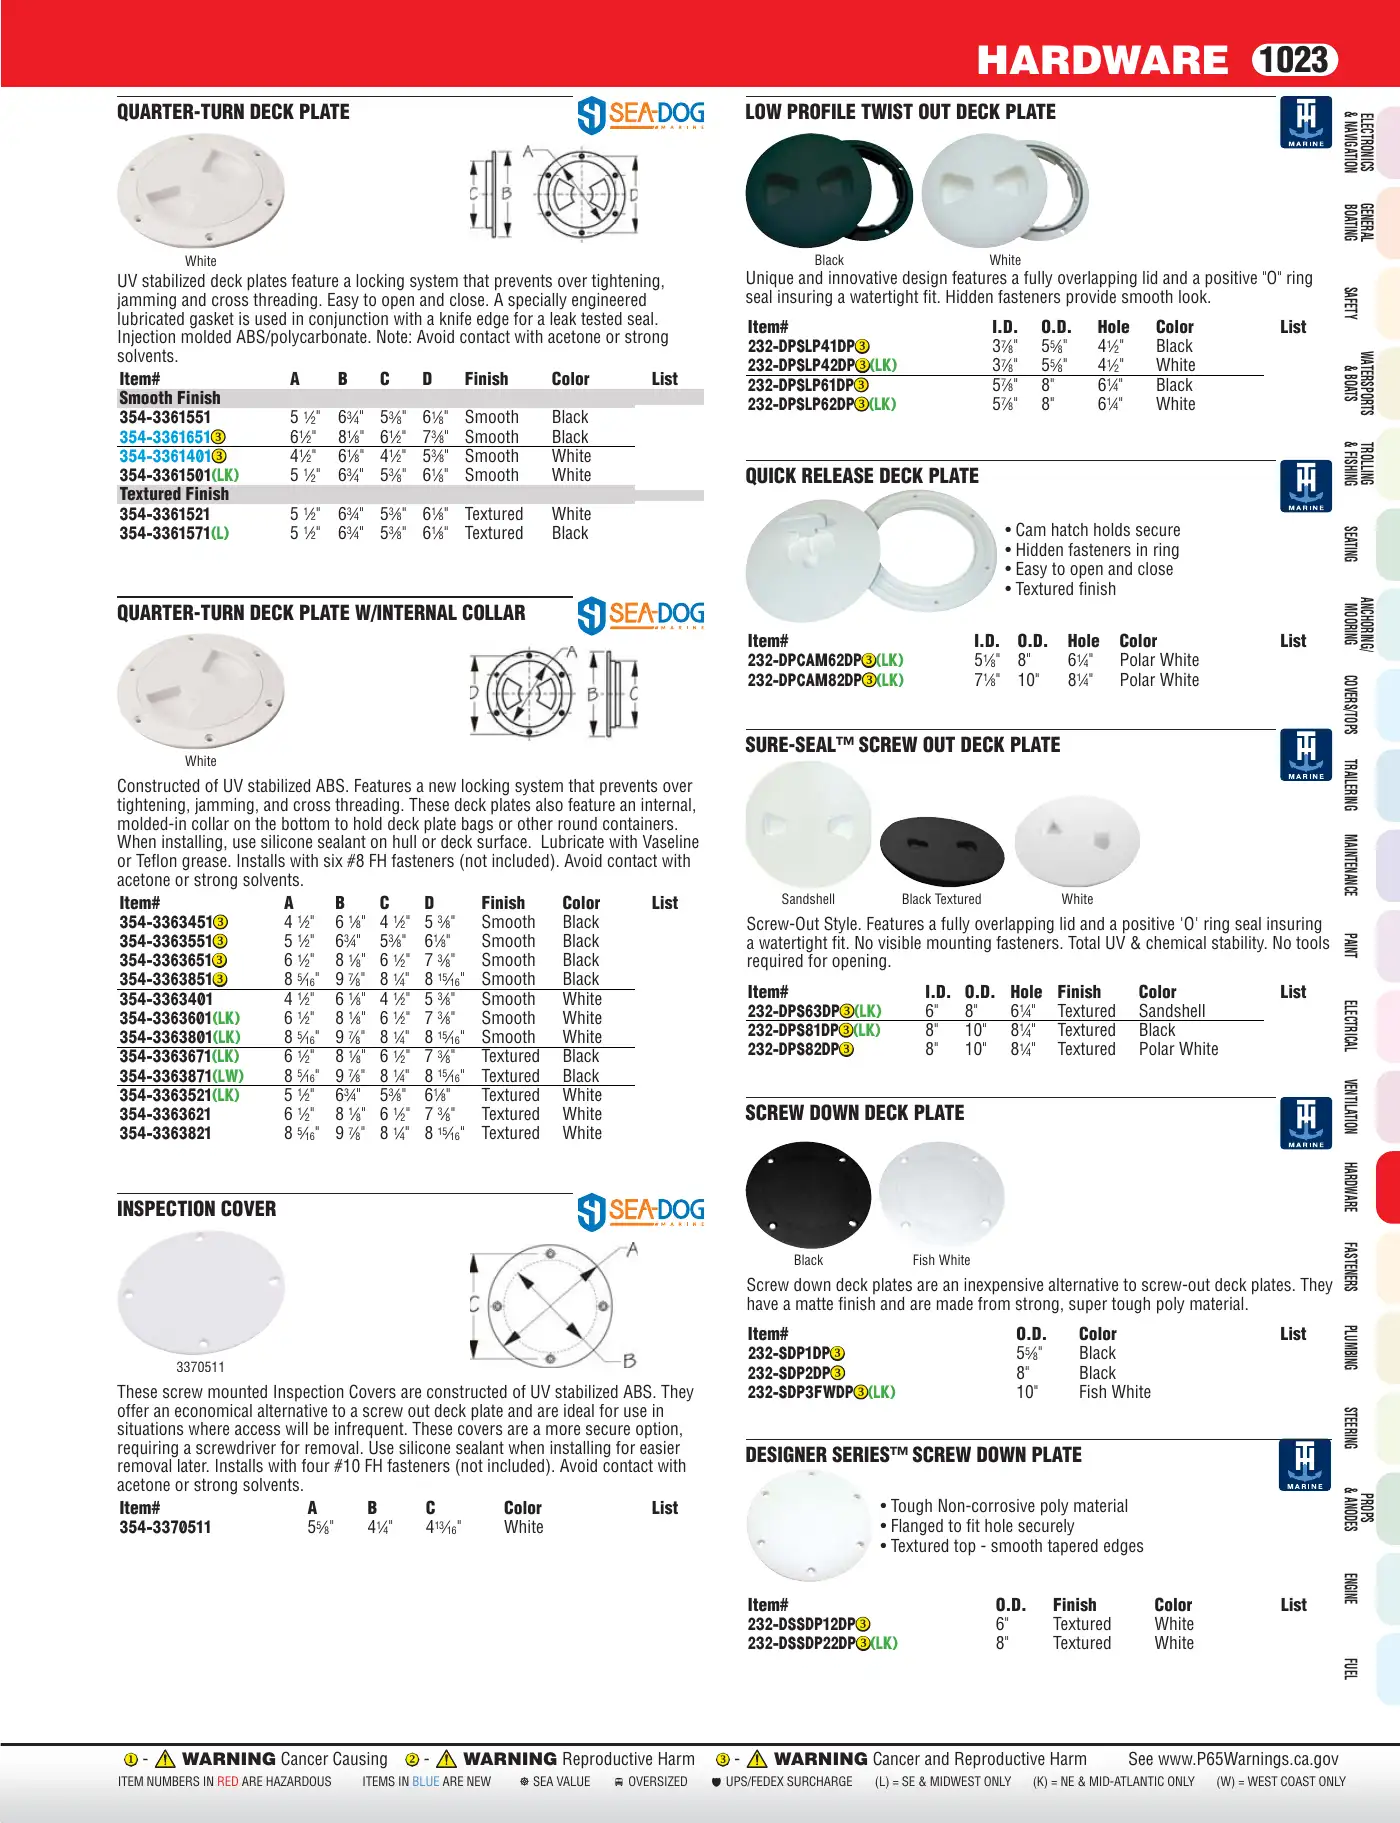 HARDWARE 1023
QUARTER-TURN DECK PLATE
SEA-DOG
MARINE
A
C
B
D
White
UV stabilized deck plates feature a locking system that prevents over tightening,
jamming and cross threading. Easy to open and close. A specially engineered
lubricated gasket is used in conjunction with a knife edge for a leak tested seal.
Injection molded ABS/polycarbonate. Note: Avoid contact with acetone or strong
solvents.
Item# A B C D Finish Color List
Smooth Finish
354-3361551 5 ½" 6¾" 5⅜" 6⅛" Smooth Black
354-3361651③ 6½" 8⅛" 6½" 7⅜" Smooth Black
354-3361401③ 4½" 6⅛" 4½" 5⅜" Smooth White
354-3361501(LK) 5 ½" 6¾" 5⅜" 6⅛" Smooth White
Textured Finish
354-3361521 5 ½" 6¾" 5⅜" 6⅛" Textured White
354-3361571(L) 5 ½" 6¾" 5⅜" 6⅛" Textured Black
QUARTER-TURN DECK PLATE W/INTERNAL COLLAR
SEA-DOG
MARINE
A
D
B
C
White
Constructed of UV stabilized ABS. Features a new locking system that prevents over
tightening, jamming, and cross threading. These deck plates also feature an internal,
molded-in collar on the bottom to hold deck plate bags or other round containers.
When installing, use silicone sealant on hull or deck surface. Lubricate with Vaseline
or Teflon grease. Installs with six #8 FH fasteners (not included). Avoid contact with
acetone or strong solvents.
Item# A B C D Finish Color List
354-3363451③ 4 ½" 6 ⅛" 4 ½" 5 ⅜" Smooth Black
354-3363551③ 5 ½" 6¾" 5⅜" 6⅛" Smooth Black
354-3363651③ 6 ½" 8 ⅛" 6 ½" 7 ⅜" Smooth Black
354-3363851③ 8 5⁄16" 9 ⅞" 8 ¼" 8 15⁄16" Smooth Black
354-3363401 4 ½" 6 ⅛" 4 ½" 5 ⅜" Smooth White
354-3363601(LK) 6 ½" 8 ⅛" 6 ½" 7 ⅜" Smooth White
354-3363801(LK) 8 5⁄16" 9 ⅞" 8 ¼" 8 15⁄16" Smooth White
354-3363671(LK) 6 ½" 8 ⅛" 6 ½" 7 ⅜" Textured Black
354-3363871(LW) 8 5⁄16" 9 ⅞" 8 ¼" 8 15⁄16" Textured Black
354-3363521(LK) 5 ½" 6¾" 5⅜" 6⅛" Textured White
354-3363621 6 ½" 8 ⅛" 6 ½" 7 ⅜" Textured White
354-3363821 8 5⁄16" 9 ⅞" 8 ¼" 8 15⁄16" Textured White
INSPECTION COVER
SEA-DOG
MARINE
A
C
B
3370511
These screw mounted Inspection Covers are constructed of UV stabilized ABS. They
offer an economical alternative to a screw out deck plate and are ideal for use in
situations where access will be infrequent. These covers are a more secure option,
requiring a screwdriver for removal. Use silicone sealant when installing for easier
removal later. Installs with four #10 FH fasteners (not included). Avoid contact with
acetone or strong solvents.
Item# A B C Color List
354-3370511 5⅝" 4¼" 413⁄16" White
LOW PROFILE TWIST OUT DECK PLATE
TH
MARINE
Black White
Unique and innovative design features a fully overlapping lid and a positive "O" ring
seal insuring a watertight fit. Hidden fasteners provide smooth look.
Item# I.D. O.D. Hole Color List
232-DPSLP41DP③ 3⅞" 5⅝" 4½" Black
232-DPSLP42DP③(LK) 3⅞" 5⅝" 4½" White
232-DPSLP61DP③ 5⅞" 8" 6¼" Black
232-DPSLP62DP③(LK) 5⅞" 8" 6¼" White
QUICK RELEASE DECK PLATE
TH
MARINE
• Cam hatch holds secure
• Hidden fasteners in ring
• Easy to open and close
• Textured finish
Item# I.D. O.D. Hole Color List
232-DPCAM62DP③(LK) 5⅛" 8" 6¼" Polar White
232-DPCAM82DP③(LK) 7⅛" 10" 8¼" Polar White
SURE-SEAL™ SCREW OUT DECK PLATE
TH
MARINE
Sandshell Black Textured White
Screw-Out Style. Features a fully overlapping lid and a positive 'O' ring seal insuring
a watertight fit. No visible mounting fasteners. Total UV & chemical stability. No tools
required for opening.
Item# I.D. O.D. Hole Finish Color List
232-DPS63DP③(LK) 6" 8" 6¼" Textured Sandshell
232-DPS81DP③(LK) 8" 10" 8¼" Textured Black
232-DPS82DP③ 8" 10" 8¼" Textured Polar White
SCREW DOWN DECK PLATE
TH
MARINE
Black Fish White
Screw down deck plates are an inexpensive alternative to screw-out deck plates. They
have a matte finish and are made from strong, super tough poly material.
Item# O.D. Color List
232-SDP1DP③ 5⅝" Black
232-SDP2DP③ 8" Black
232-SDP3FWDP③(LK) 10" Fish White
DESIGNER SERIES™ SCREW DOWN PLATE
TH
MARINE
• Tough Non-corrosive poly material
• Flanged to fit hole securely
• Textured top - smooth tapered edges
Item# O.D. Finish Color List
232-DSSDP12DP③ 6" Textured White
232-DSSDP22DP③(LK) 8" Textured White
ELECTRONICS
& NAVIGATION
GENERAL
BOATING
SAFETY
WATERSPORTS
& BOATS
TROLLING
& FISHING
SEATING
ANCHORING/
MOORING
COVERS/TOPS
TRAILERING
MAINTENANCE
PAINT
ELECTRICAL
VENTILATION
HARDWARE
FASTENERS
PLUMBING
STEERING
PROPS
& ANODES
ENGINE
FUEL
① - WARNING Cancer Causing ② - WARNING Reproductive Harm ③ - WARNING Cancer and Reproductive Harm See www.P65Warnings.ca.gov
ITEM NUMBERS IN RED ARE HAZARDOUS ITEMS IN BLUE ARE NEW SEA VALUE OVERSIZED UPS/FEDEX SURCHARGE (L) = SE & MIDWEST ONLY (K) = NE & MID-ATLANTIC ONLY (W) = WEST COAST ONLY